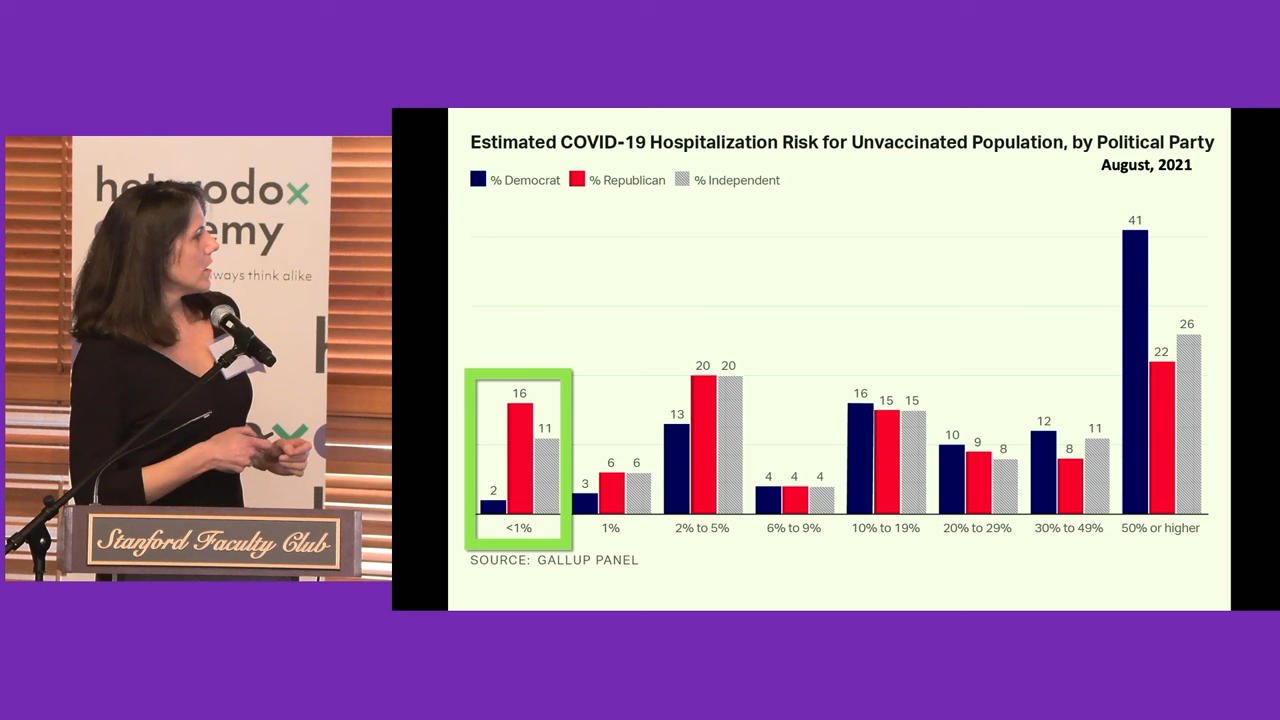 heterodox
emy
ways think alike
x
Stanford Faculty Club
Estimated COVID-19 Hospitalization Risk for Unvaccinated Population, by Political Party
August, 2021
% Democrat % Republican % Independent
2 16 11 3 6 6 13 20 20 4 4 4 16 15 15 10 9 8 12 8 11 41 22 26
<1% 1% 2% to 5% 6% to 9% 10% to 19% 20% to 29% 30% to 49% 50% or higher
SOURCE: GALLUP PANEL